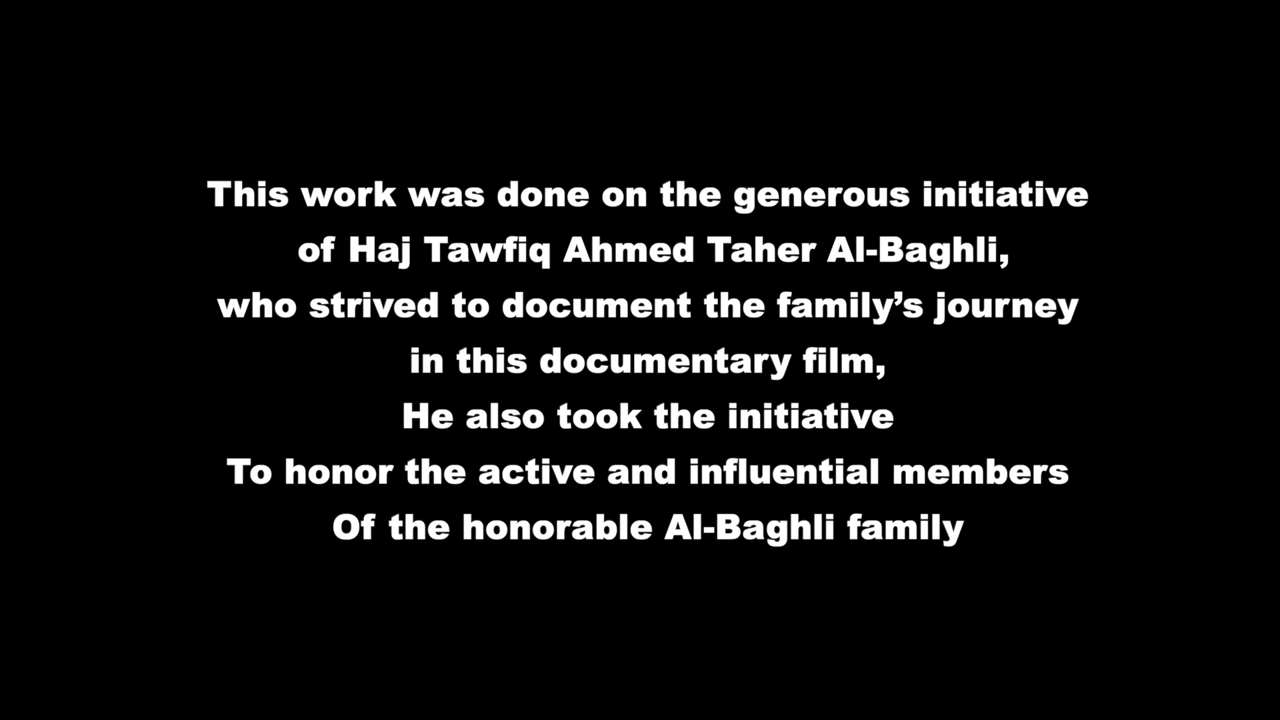 This work was done on the generous initiative
of Haj Tawfiq Ahmed Taher Al-Baghli,
who strived to document the family’s journey
in this documentary film,
He also took the initiative
To honor the active and influential members
Of the honorable Al-Baghli family